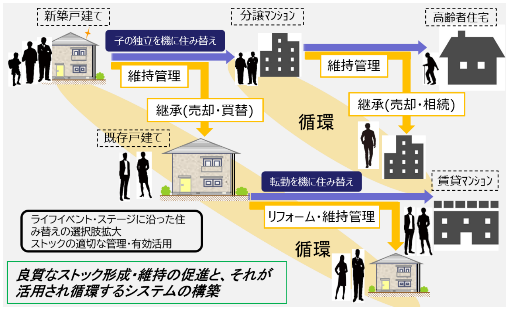 新築戸建て
分譲マンション
高齢者住宅
子の独立を機に住み替え
維持管理
維持管理
継承(売却・買替)
継承(売却・相続)
循環
既存戸建て
転勤を機に住み替え
賃貸マンション
リフォーム・維持管理
循環
ライフイベント・ステージに沿った住
み替えの選択肢拡大
ストックの適切な管理・有効活用
良質なストック形成・維持の促進と、それが
活用され循環するシステムの構築